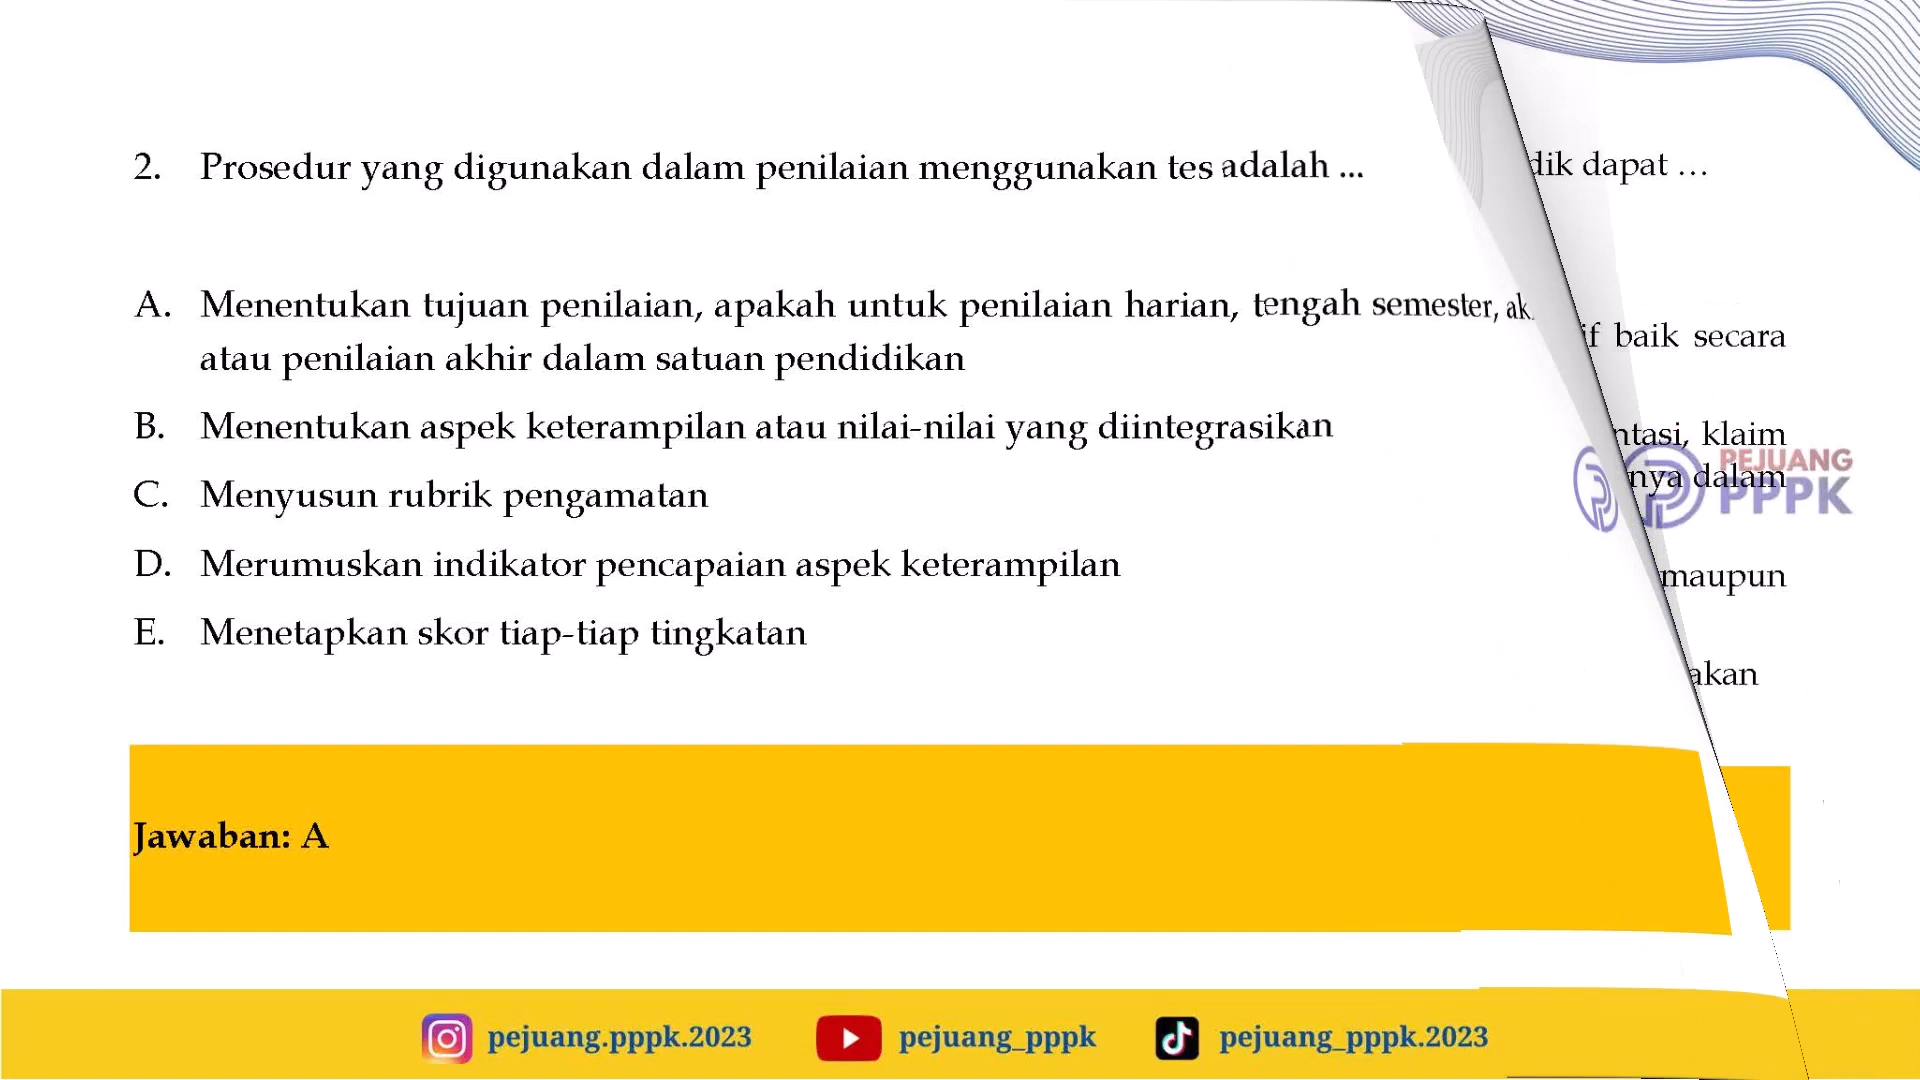 2. Prosedur yang digunakan dalam penilaian menggunakan tes adalah ...
dik dapat …
A. Menentukan tujuan penilaian, apakah untuk penilaian harian, tengah semester,
atau penilaian akhir dalam satuan pendidikan
baik secara
B. Menentukan aspek keterampilan atau nilai-nilai yang diintegrasikan
klaim
PEJUANG
PPPK
dalam
C. Menyusun rubrik pengamatan
D. Merumuskan indikator pencapaian aspek keterampilan
maupun
E. Menetapkan skor tiap-tiap tingkatan
akan
Jawaban: A
pejuang.pppk.2023
pejuang_pppk
pejuang_pppk.2023